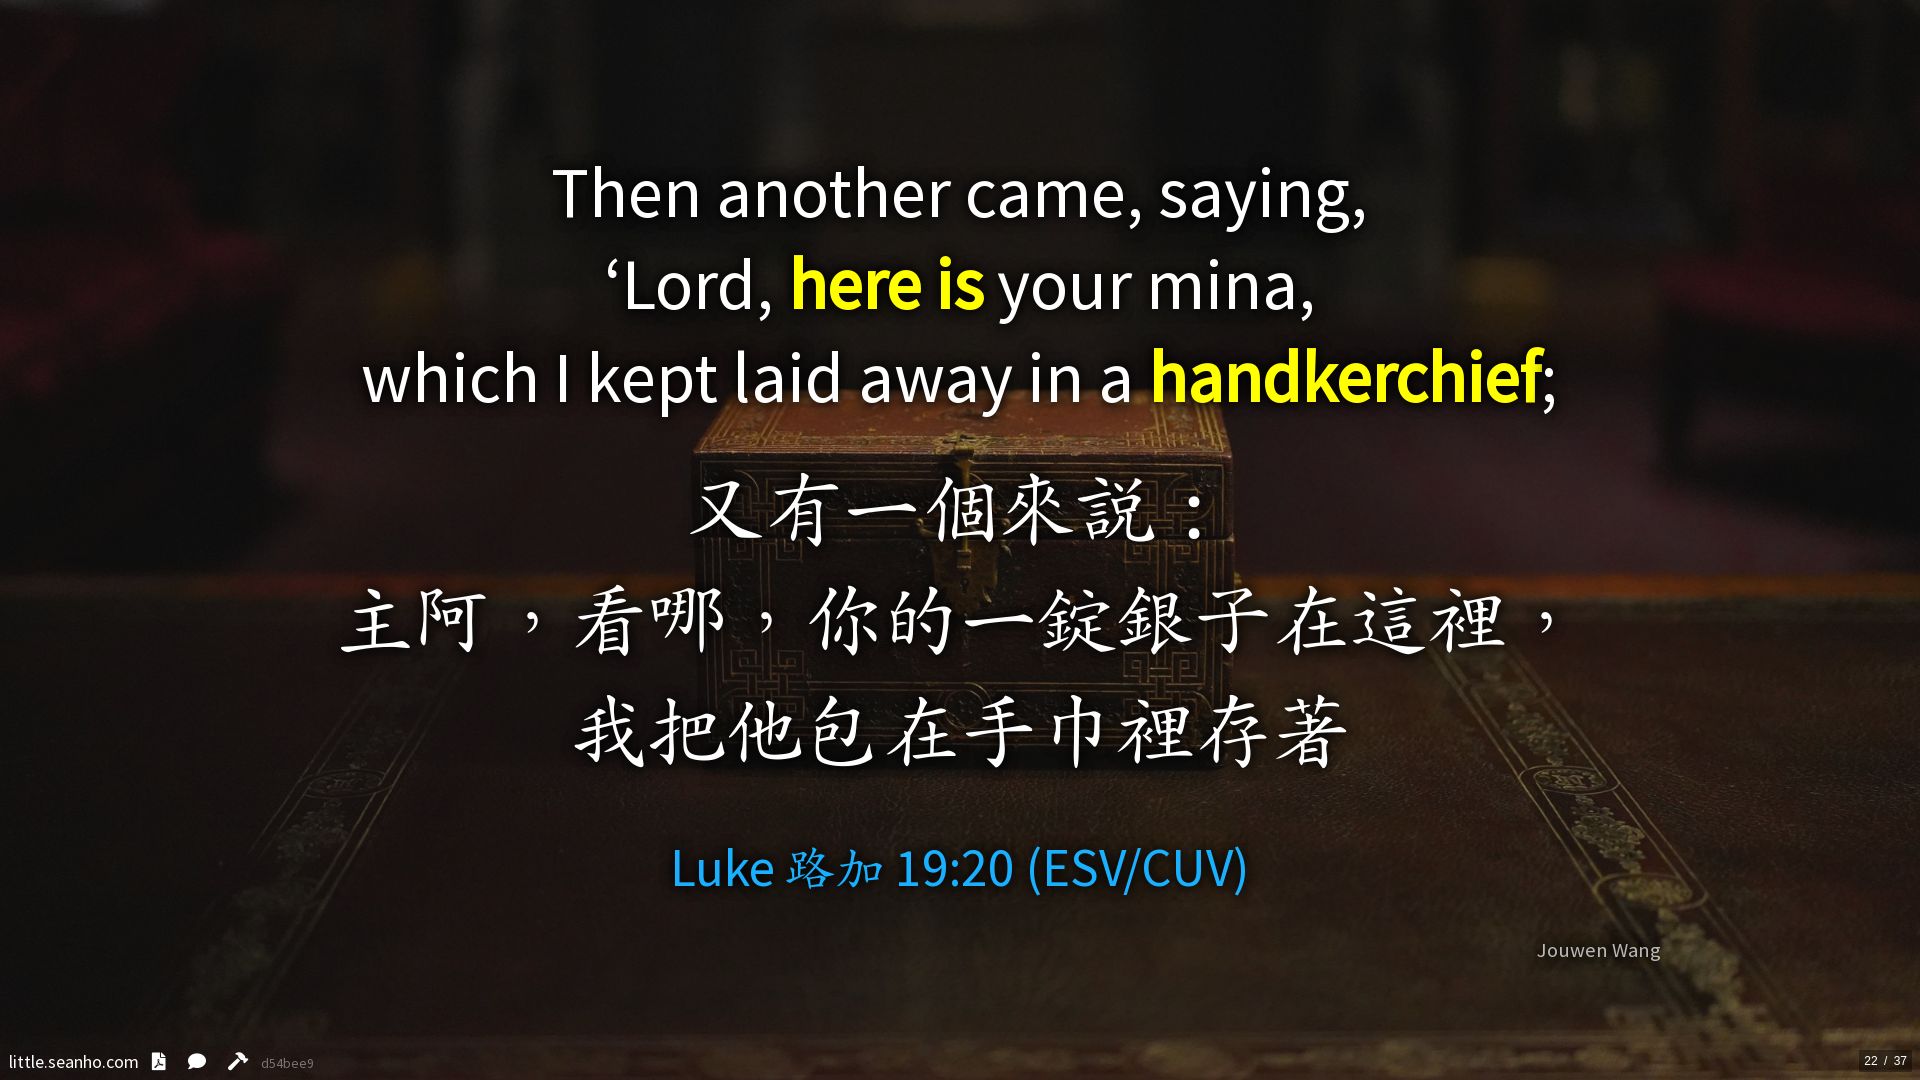 Then another came, saying,
‘Lord, here is your mina,
which I kept laid away in a handkerchief;
又有一個來説：
主阿，看哪，你的一錠銀子在這裡，
我把他包在手巾裡存著
Luke 路加 19:20 (ESV/CUV)
Jouwen Wang
little.seanho.com d54bee9
22 / 37